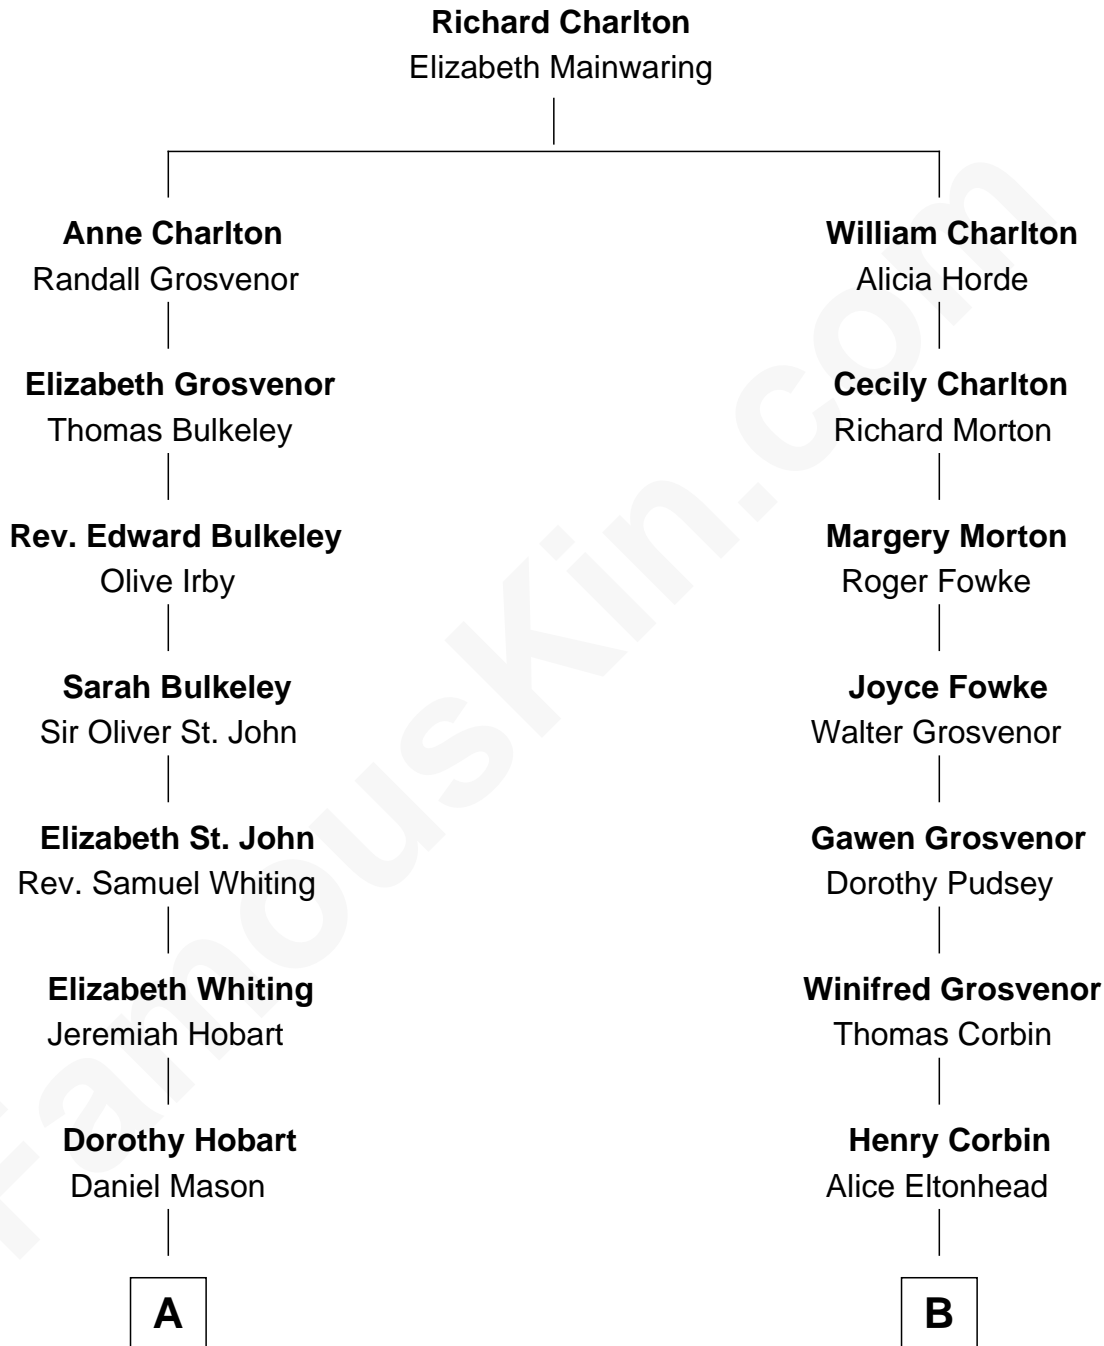 Richard Charlton
Elizabeth Mainwaring
Anne Charlton
Randall Grosvenor
William Charlton
Alicia Horde
Elizabeth Grosvenor
Thomas Bulkeley
Cecily Charlton
Richard Morton
Rev. Edward Bulkeley
Olive Irby
Margery Morton
Roger Fowke
Sarah Bulkeley
Sir Oliver St. John
Joyce Fowke
Walter Grosvenor
Elizabeth St. John
Rev. Samuel Whiting
Gawen Grosvenor
Dorothy Pudsey
Elizabeth Whiting
Jeremiah Hobart
Winifred Grosvenor
Thomas Corbin
Dorothy Hobart
Daniel Mason
Henry Corbin
Alice Eltonhead
A
B
FamousKin.com